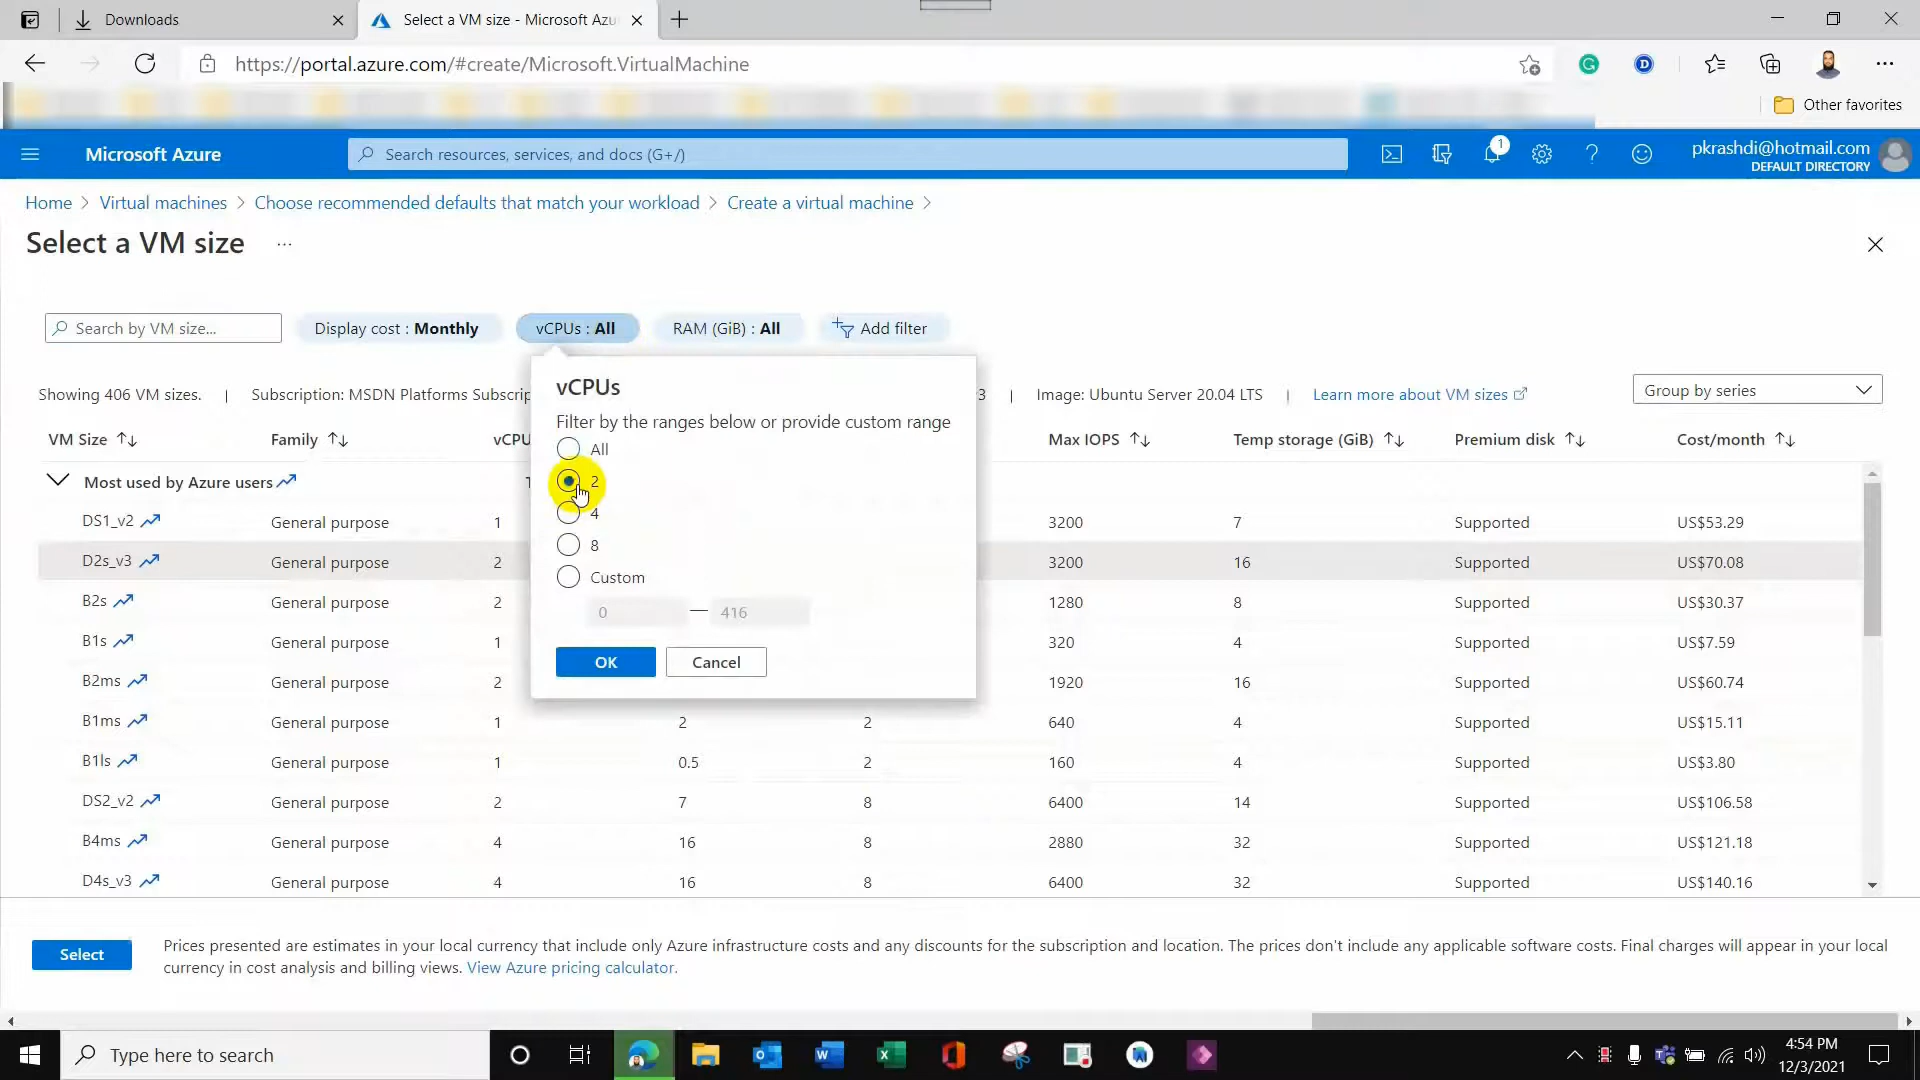 Downloads
Select a VM size - Microsoft Azu
https://portal.azure.com/#create/Microsoft.VirtualMachine
Other favorites
Microsoft Azure
Search resources, services, and docs (G+/)
1
pkrashdi@hotmail.com
DEFAULT DIRECTORY
Home > Virtual machines > Choose recommended defaults that match your workload > Create a virtual machine >
Select a VM size ...
Search by VM size...
Display cost : Monthly
vCPUs : All
RAM (GiB) : All
Add filter
Showing 406 VM sizes. | Subscription: MSDN Platforms Subscrip
3 | Image: Ubuntu Server 20.04 LTS | Learn more about VM sizes
Group by series
vCPUs
Filter by the ranges below or provide custom range
All
2
4
8
Custom
0 — 416
OK Cancel
VM Size Family vCPU Max IOPS Temp storage (GiB) Premium disk Cost/month
Most used by Azure users
DS1_v2 General purpose 1 3200 7 Supported US$53.29
D2s_v3 General purpose 2 3200 16 Supported US$70.08
B2s General purpose 2 1280 8 Supported US$30.37
B1s General purpose 1 320 4 Supported US$7.59
B2ms General purpose 2 1920 16 Supported US$60.74
B1ms General purpose 1 2 2 640 4 Supported US$15.11
B1ls General purpose 1 0.5 2 160 4 Supported US$3.80
DS2_v2 General purpose 2 7 8 6400 14 Supported US$106.58
B4ms General purpose 4 16 8 2880 32 Supported US$121.18
D4s_v3 General purpose 4 16 8 6400 32 Supported US$140.16
Select
Prices presented are estimates in your local currency that include only Azure infrastructure costs and any discounts for the subscription and location. The prices don't include any applicable software costs. Final charges will appear in your local
currency in cost analysis and billing views. View Azure pricing calculator.
Type here to search
4:54 PM
12/3/2021